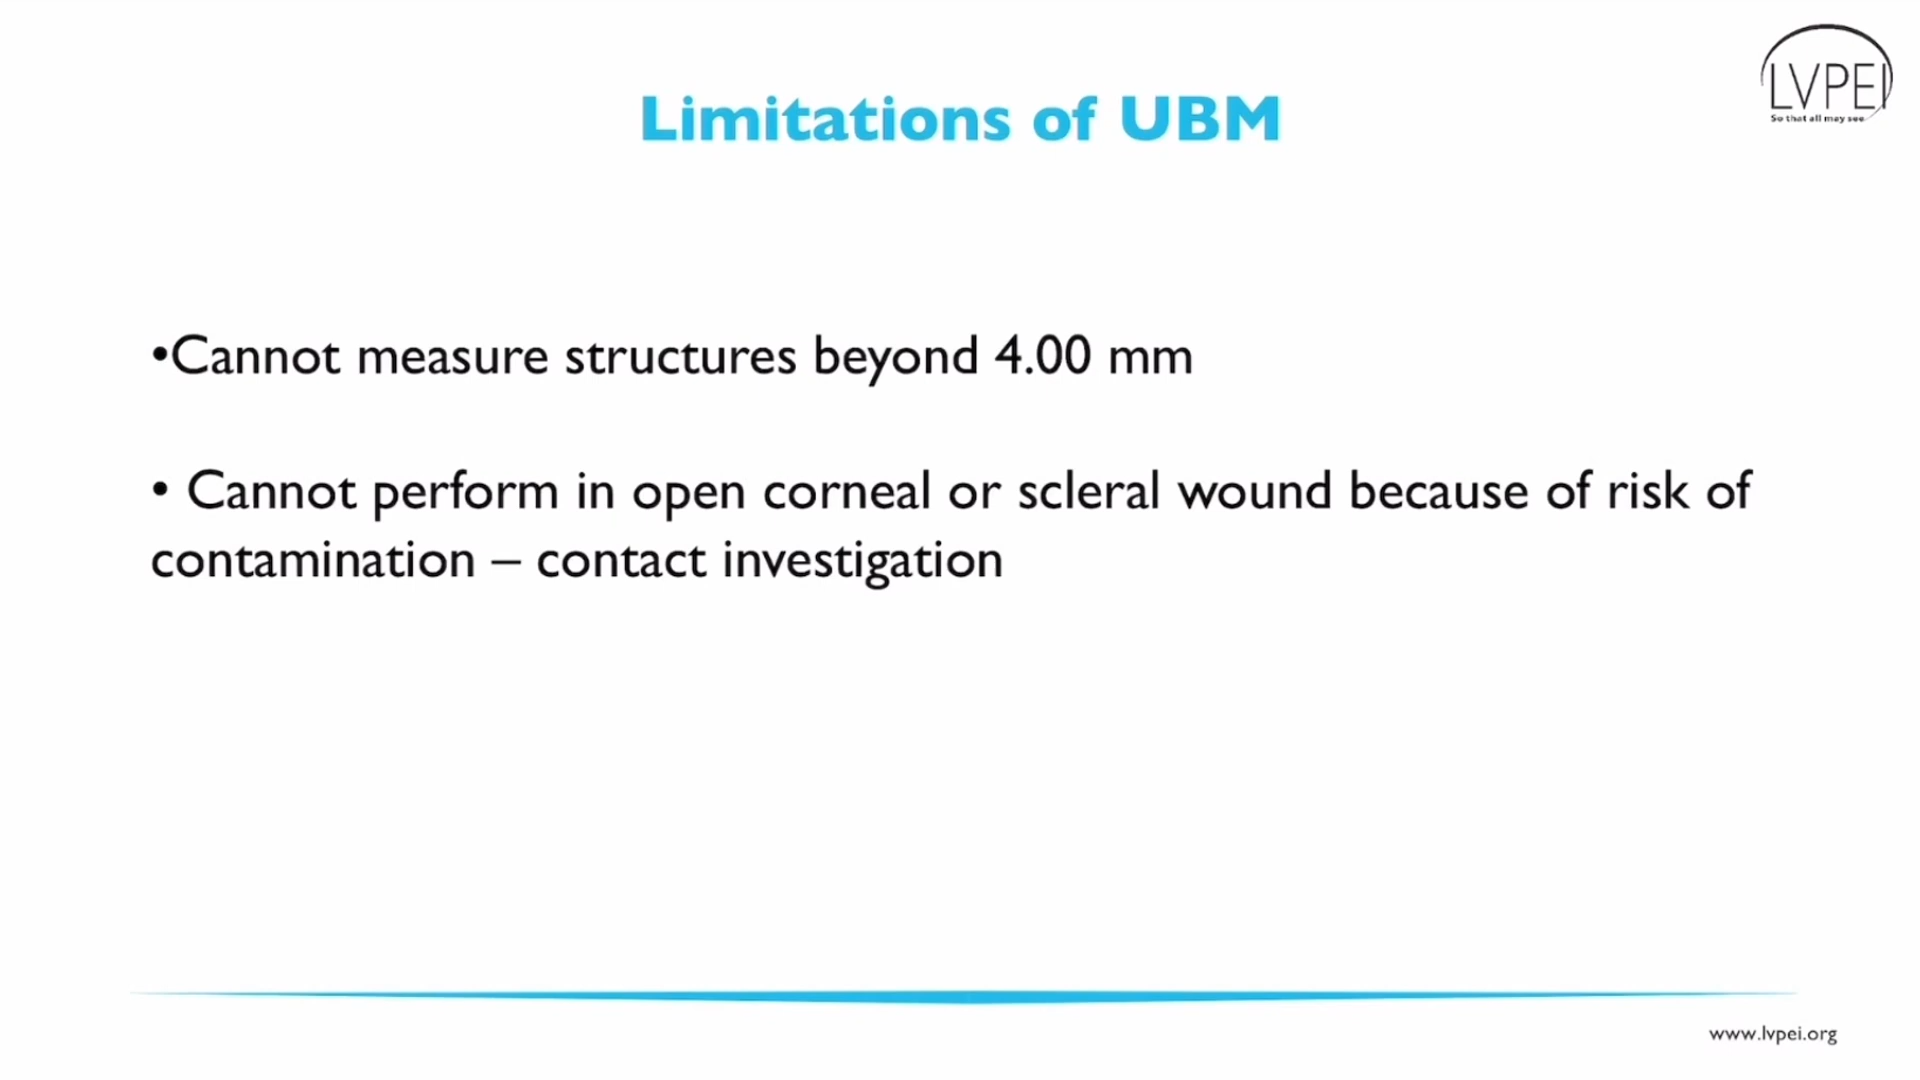 LVPEI
So that all may see
Limitations of UBM
•Cannot measure structures beyond 4.00 mm
• Cannot perform in open corneal or scleral wound because of risk of
contamination – contact investigation
www.lvpei.org